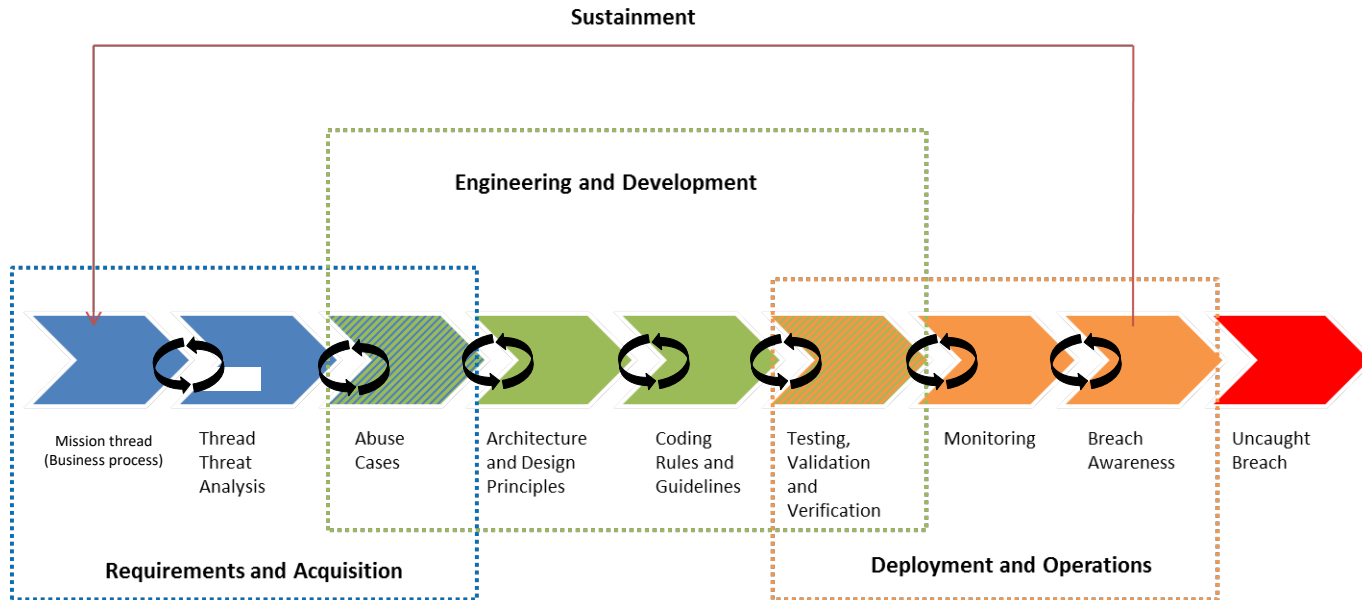 Sustainment
Engineering and Development
Mission thread
(Business process)
Thread
Threat
Analysis
Abuse
Cases
Architecture
and Design
Principles
Coding
Rules and
Guidelines
Testing,
Validation
and
Verification
Monitoring
Breach
Awareness
Uncaught
Breach
Requirements and Acquisition
Deployment and Operations